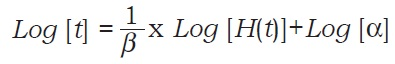 Log [t] = 1/β x Log [H(t)]+Log [α]